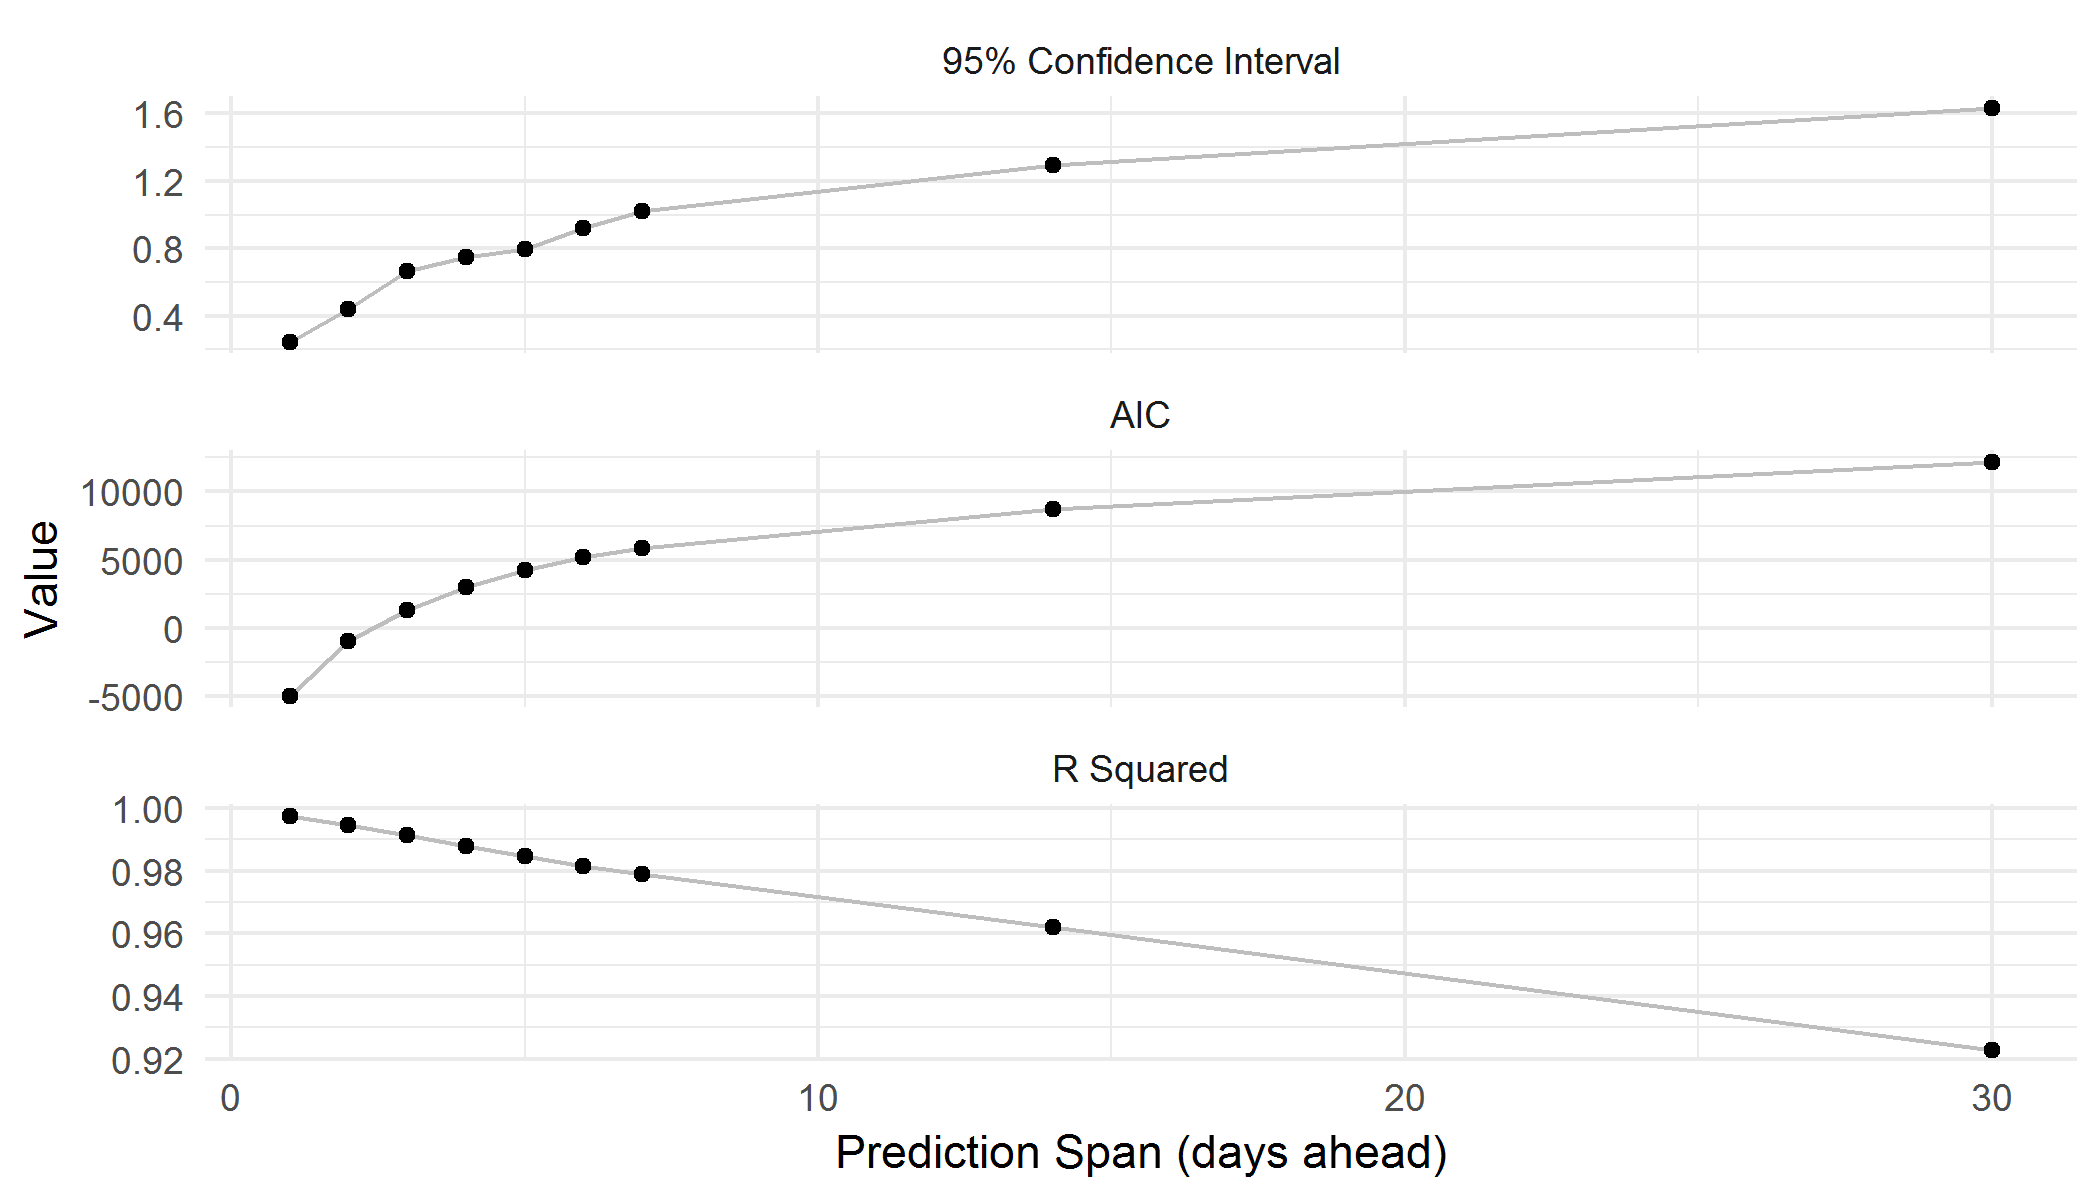 95% Confidence Interval
1.6
1.2
0.8
0.4
AIC
10000
5000
0
-5000
Value
R Squared
1.00
0.98
0.96
0.94
0.92
0 10 20 30
Prediction Span (days ahead)